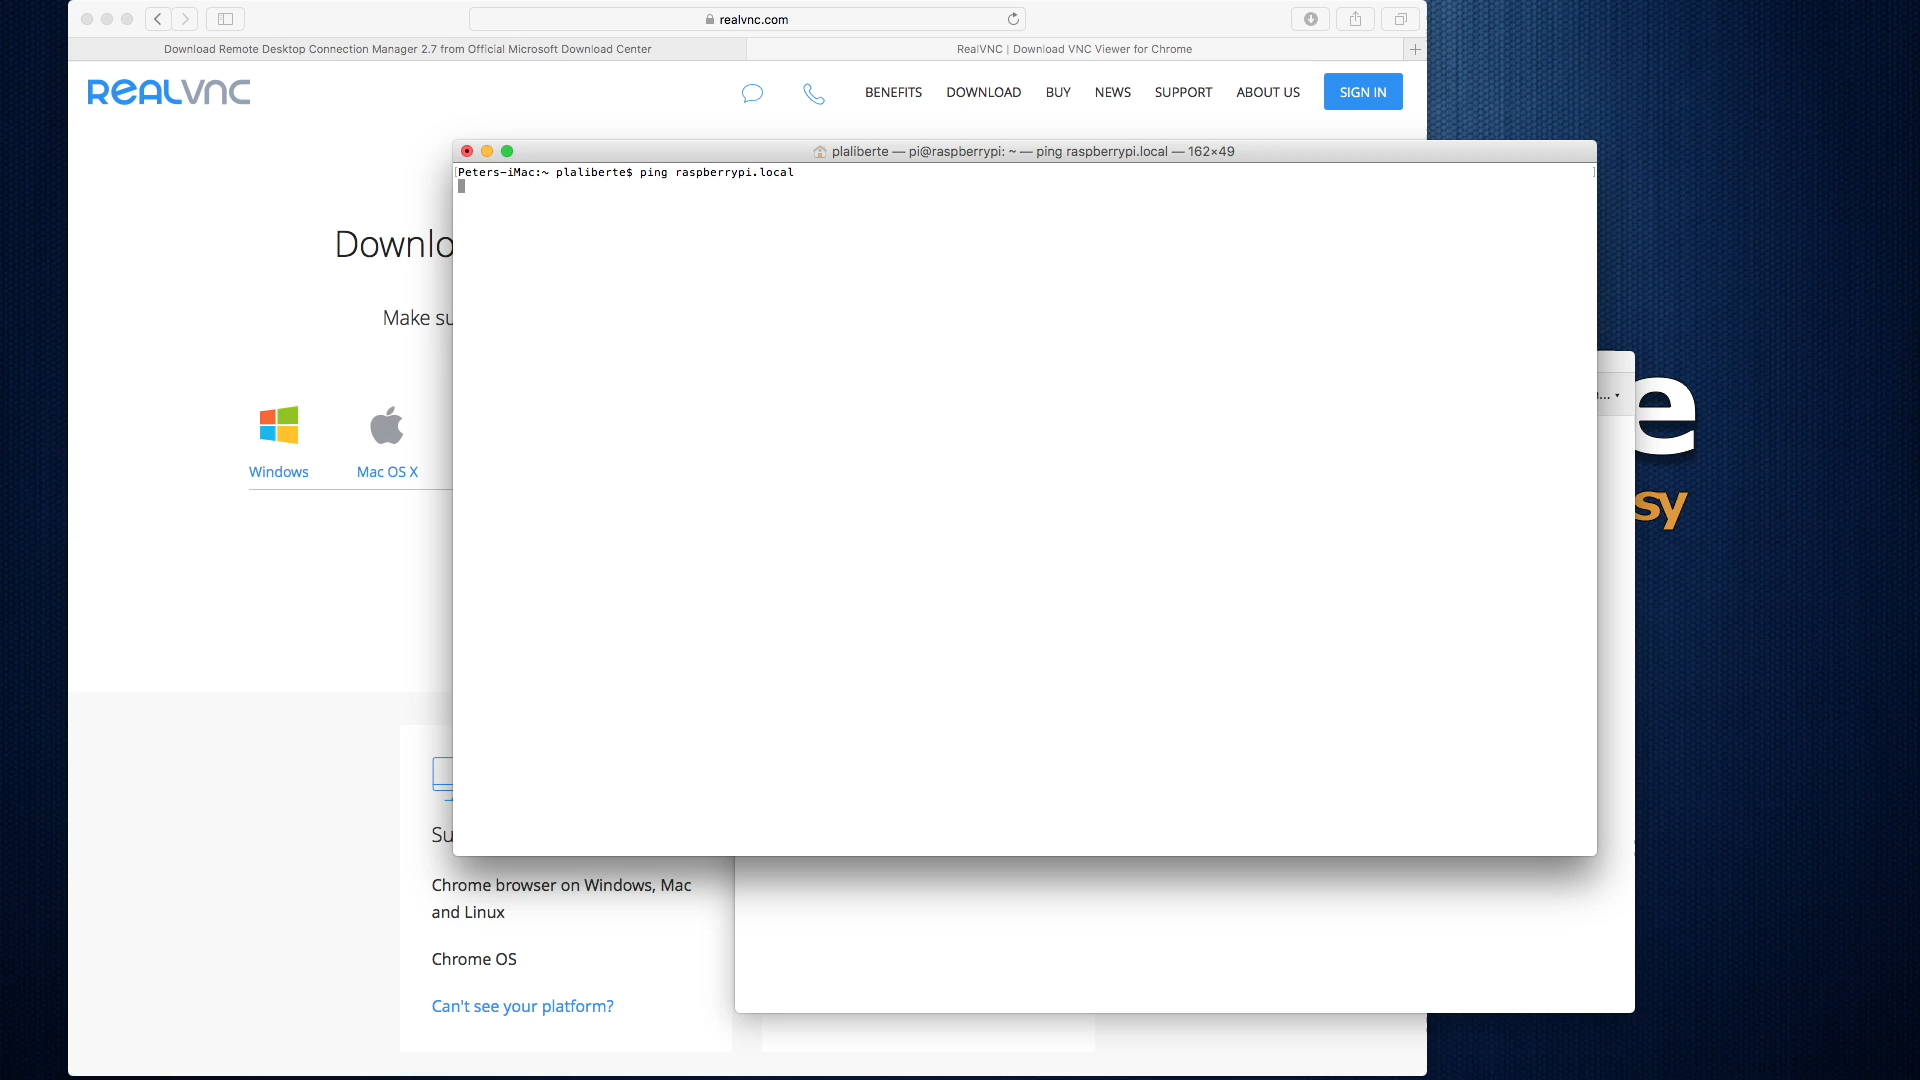 realvnc.com
Download Remote Desktop Connection Manager 2.7 from Official Microsoft Download Center
RealVNC | Download VNC Viewer for Chrome
REALVNC
BENEFITS DOWNLOAD BUY NEWS SUPPORT ABOUT US SIGN IN
plaliberte — pi@raspberrypi: ~ — ping raspberrypi.local — 162×49
Peters-iMac:~ plaliberte$ ping raspberrypi.local
Downlo
Make su
Windows
Mac OS X
e
sy
Su
Chrome browser on Windows, Mac
and Linux
Chrome OS
Can't see your platform?